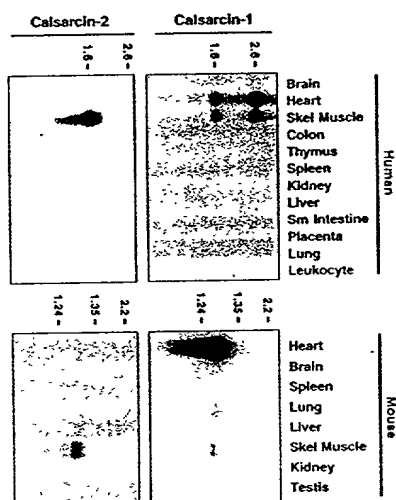 Calsarcin-2
Calsarcin-1
1.6 -
2.6 -
1.6 -
2.6 -
Brain
Heart
Skel Muscle
Colon
Thymus
Spleen
Kidney
Liver
Sm Intestine
Placenta
Lung
Leukocyte
Human
1.24 -
1.35 -
2.2 -
1.24 -
1.35 -
2.2 -
Heart
Brain
Spleen
Lung
Liver
Skel Muscle
Kidney
Testis
Mouse